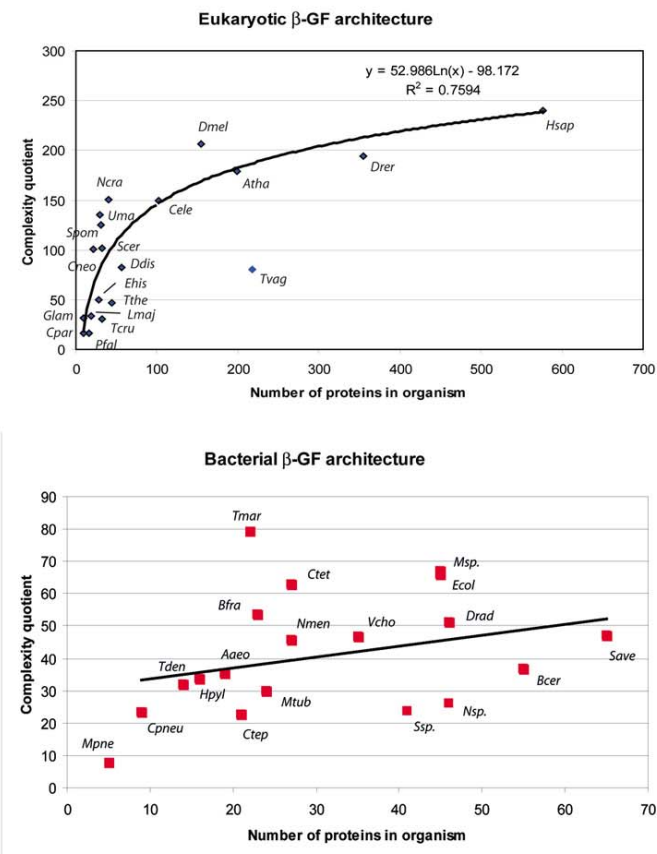 Eukaryotic β-GF architecture
300
250
200
150
100
50
0
y = 52.986Ln(x) - 98.172
R² = 0.7594
Dmel
Hsap
Drer
Atha
Ncra
Cele
Uma
Spom
Scer
Cneo
Ddis
Tvag
Ehis
Tthe
Glam
Lmaj
Cpar
Tcru
Pfal
Complexity quotient
0 100 200 300 400 500 600 700
Number of proteins in organism
Bacterial β-GF architecture
90
80
70
60
50
40
30
20
10
0
Tmar
Msp.
Ctet
Ecol
Bfra
Nmen
Vcho
Drad
Save
Aaeo
Tden
Bcer
Hpyl
Mtub
Nsp.
Cpneu
Ctep
Ssp.
Mpne
Complexity quotient
0 10 20 30 40 50 60 70
Number of proteins in organism